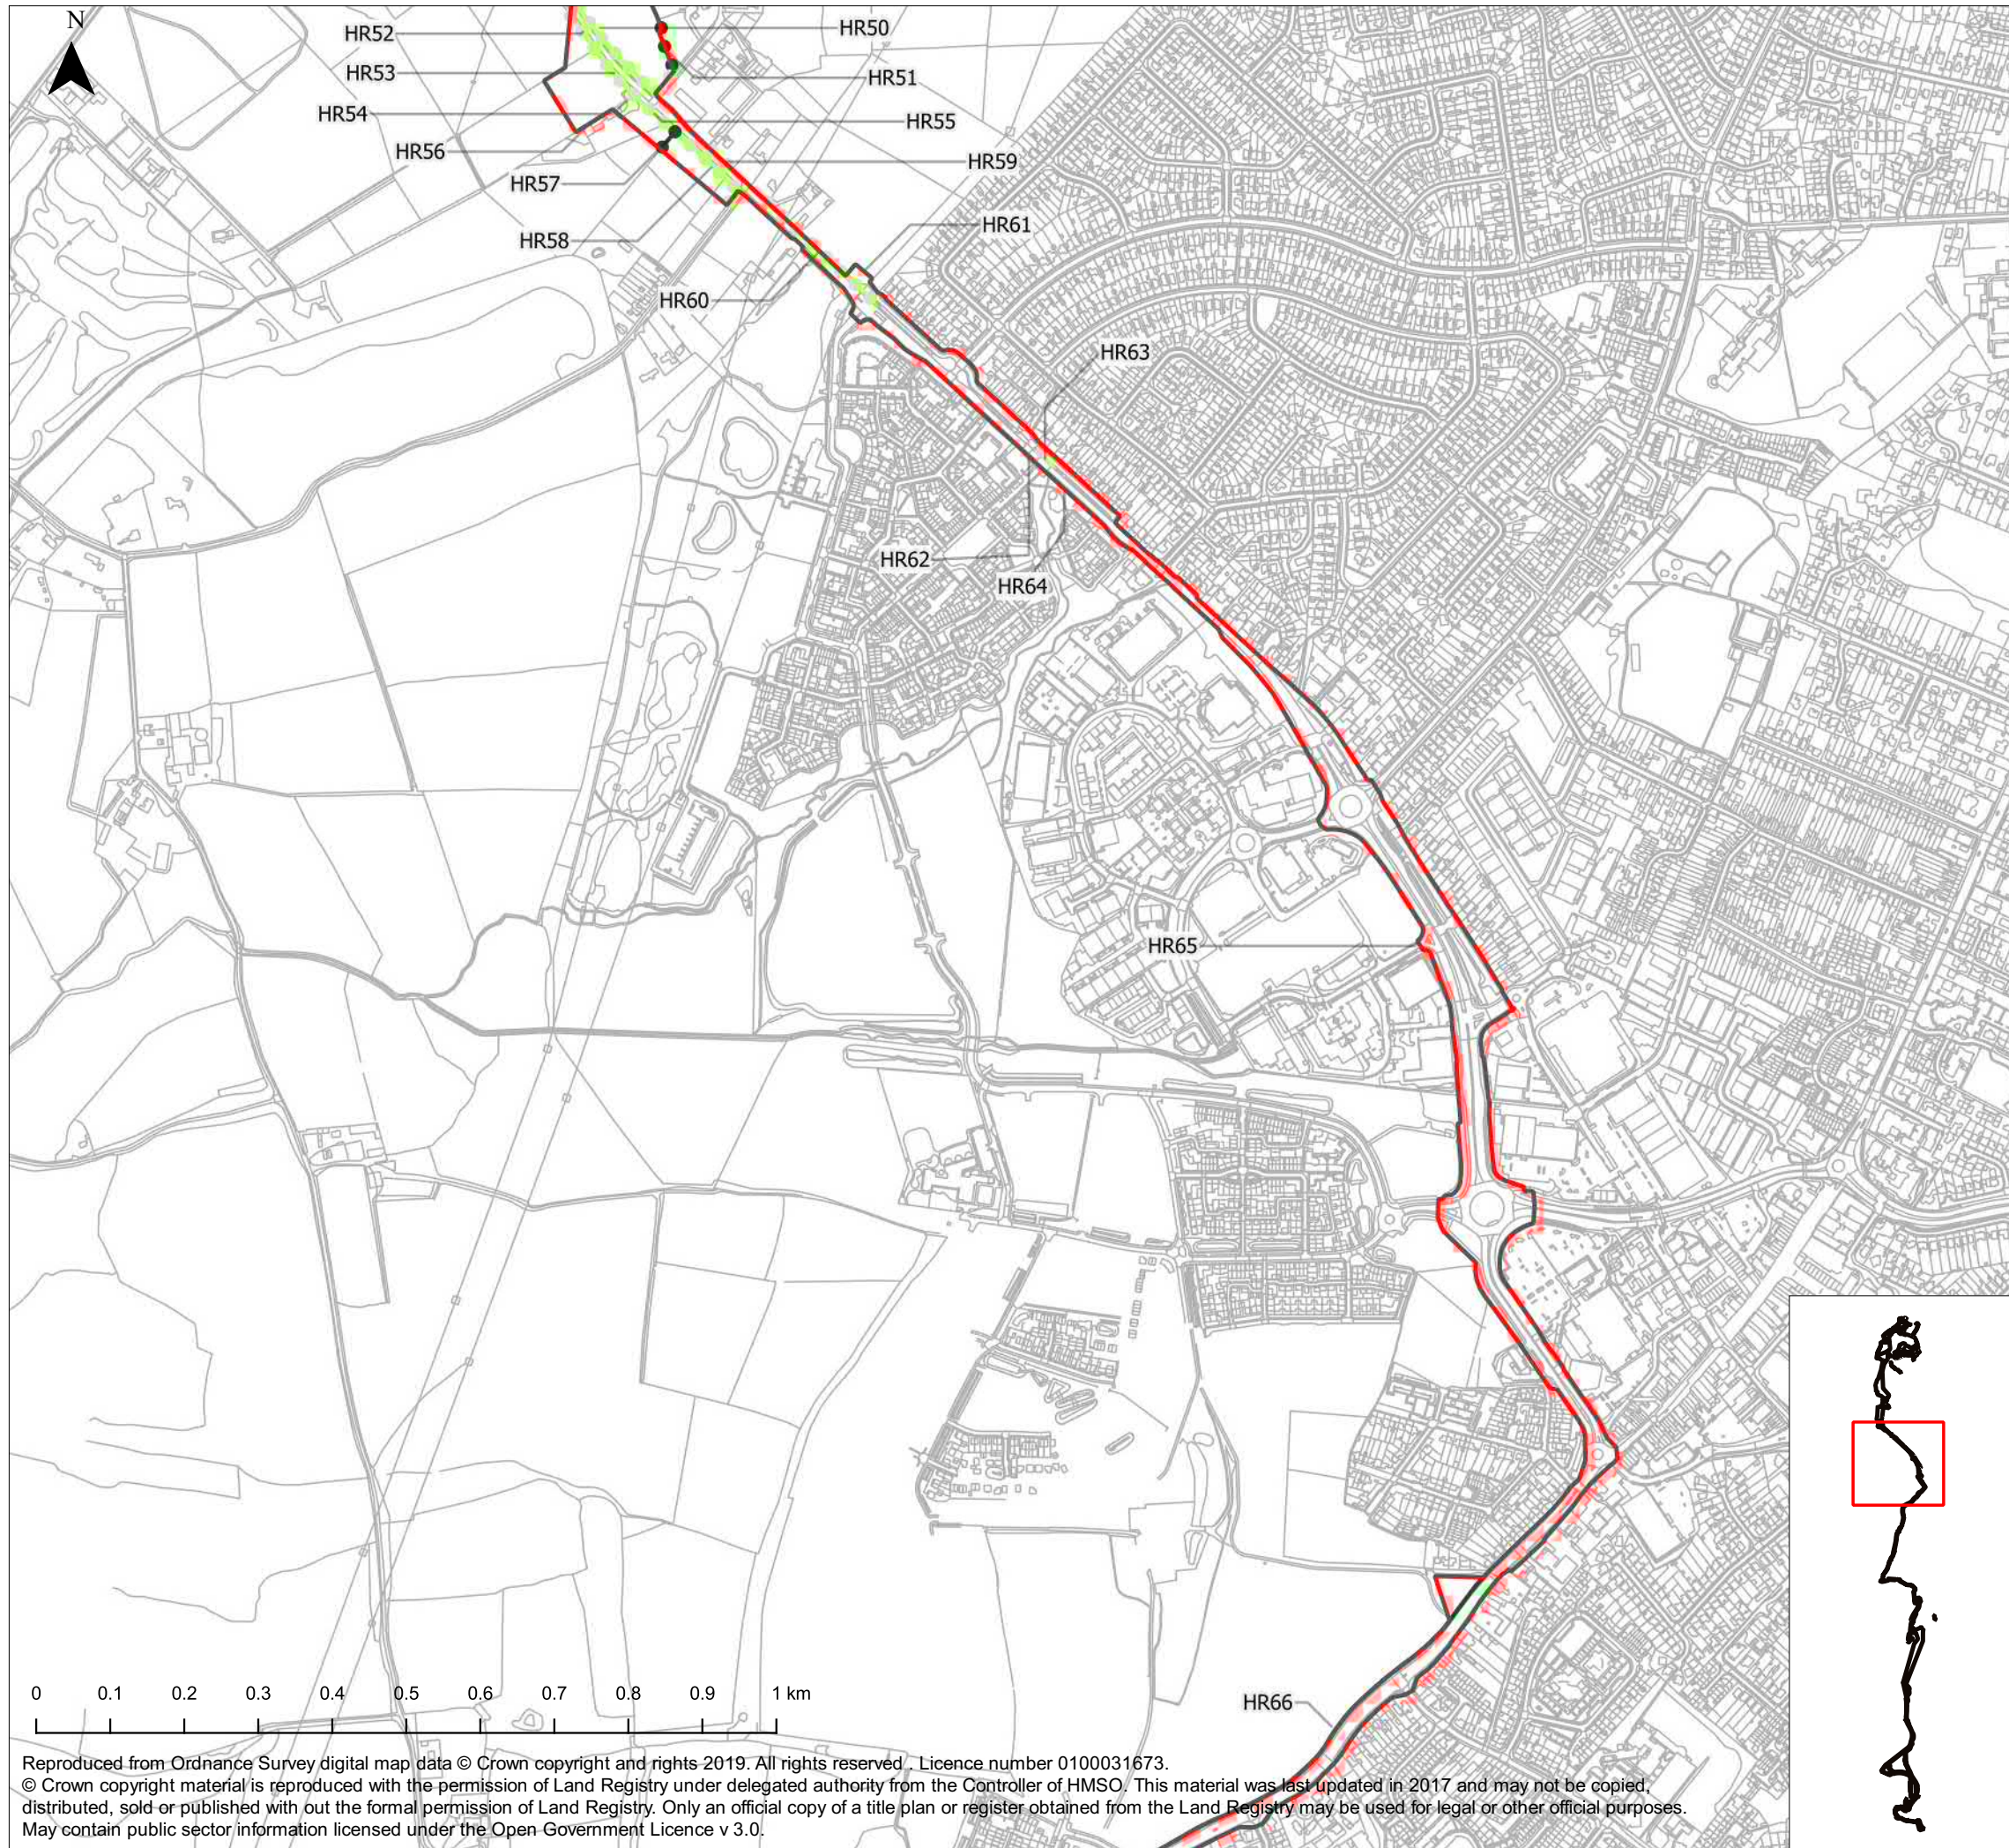 N
HR52
HR50
HR53
HR51
HR54
HR55
HR56
HR59
HR57
HR61
HR58
HR60
HR63
HR62
HR64
HR65
HR66
0 0.1 0.2 0.3 0.4 0.5 0.6 0.7 0.8 0.9 1 km
Reproduced from Ordnance Survey digital map data © Crown copyright and rights 2019. All rights reserved . Licence number 0100031673.
© Crown copyright material is reproduced with the permission of Land Registry under delegated authority from the Controller of HMSO. This material was last updated in 2017 and may not be copied,
distributed, sold or published with out the formal permission of Land Registry. Only an official copy of a title plan or register obtained from the Land Registry may be used for legal or other official purposes.
May contain public sector information licensed under the Open Government Licence v 3.0.